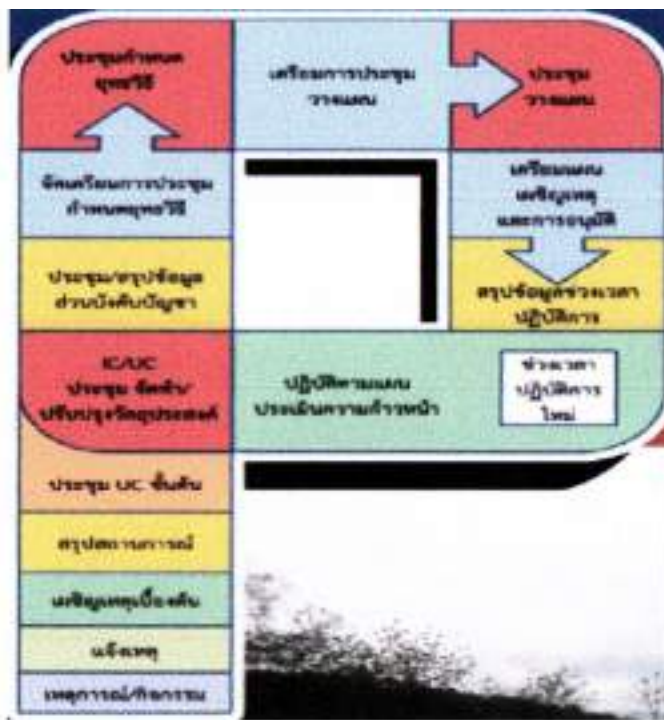 ประชุมกำหนด
ยุทธวิธี
เตรียมการประชุม
วางแผน
ประชุม
วางแผน
จัดเตรียมการประชุม
กำหนดยุทธวิธี
เตรียมแผน
เผชิญเหตุ
และการอนุมัติ
ประชุม/สรุปข้อมูล
ส่วนบังคับบัญชา
สรุปข้อมูลช่วงเวลา
ปฏิบัติการ
IC/UC
ประชุม จัดทำ/
ปรับปรุงวัตถุประสงค์
ปฏิบัติตามแผน
ประเมินความก้าวหน้า
ช่วงเวลา
ปฏิบัติการ
ใหม่
ประชุม UC ขั้นต้น
สรุปสถานการณ์
เผชิญเหตุเบื้องต้น
แจ้งเหตุ
เหตุการณ์/กิจกรรม